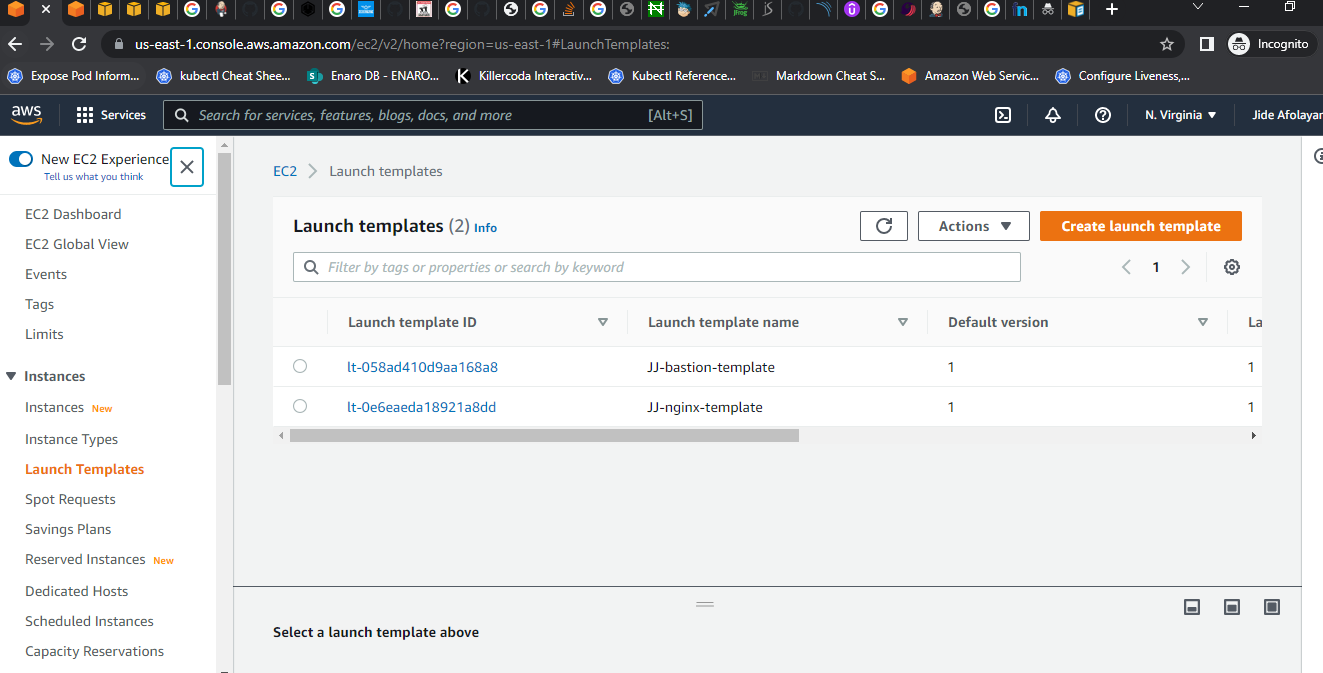 us-east-1.console.aws.amazon.com/ec2/v2/home?region=us-east-1#LaunchTemplates:
Incognito
Expose Pod Inform...
kubectl Cheat Shee...
Enaro DB - ENARO...
Killercoda Interactiv...
Kubectl Reference...
Markdown Cheat S...
Amazon Web Servic...
Configure Liveness,...
aws
Services
Search for services, features, blogs, docs, and more
[Alt+S]
N. Virginia
Jide Afolayan
New EC2 Experience
Tell us what you think
EC2 Dashboard
EC2 Global View
Events
Tags
Limits
Instances
Instances New
Instance Types
Launch Templates
Spot Requests
Savings Plans
Reserved Instances New
Dedicated Hosts
Scheduled Instances
Capacity Reservations
EC2 > Launch templates
Launch templates (2) Info
Actions
Create launch template
Filter by tags or properties or search by keyword
1
Launch template ID
Launch template name
Default version
La
lt-058ad410d9aa168a8
JJ-bastion-template
1
1
lt-0e6eaeda18921a8dd
JJ-nginx-template
1
1
Select a launch template above